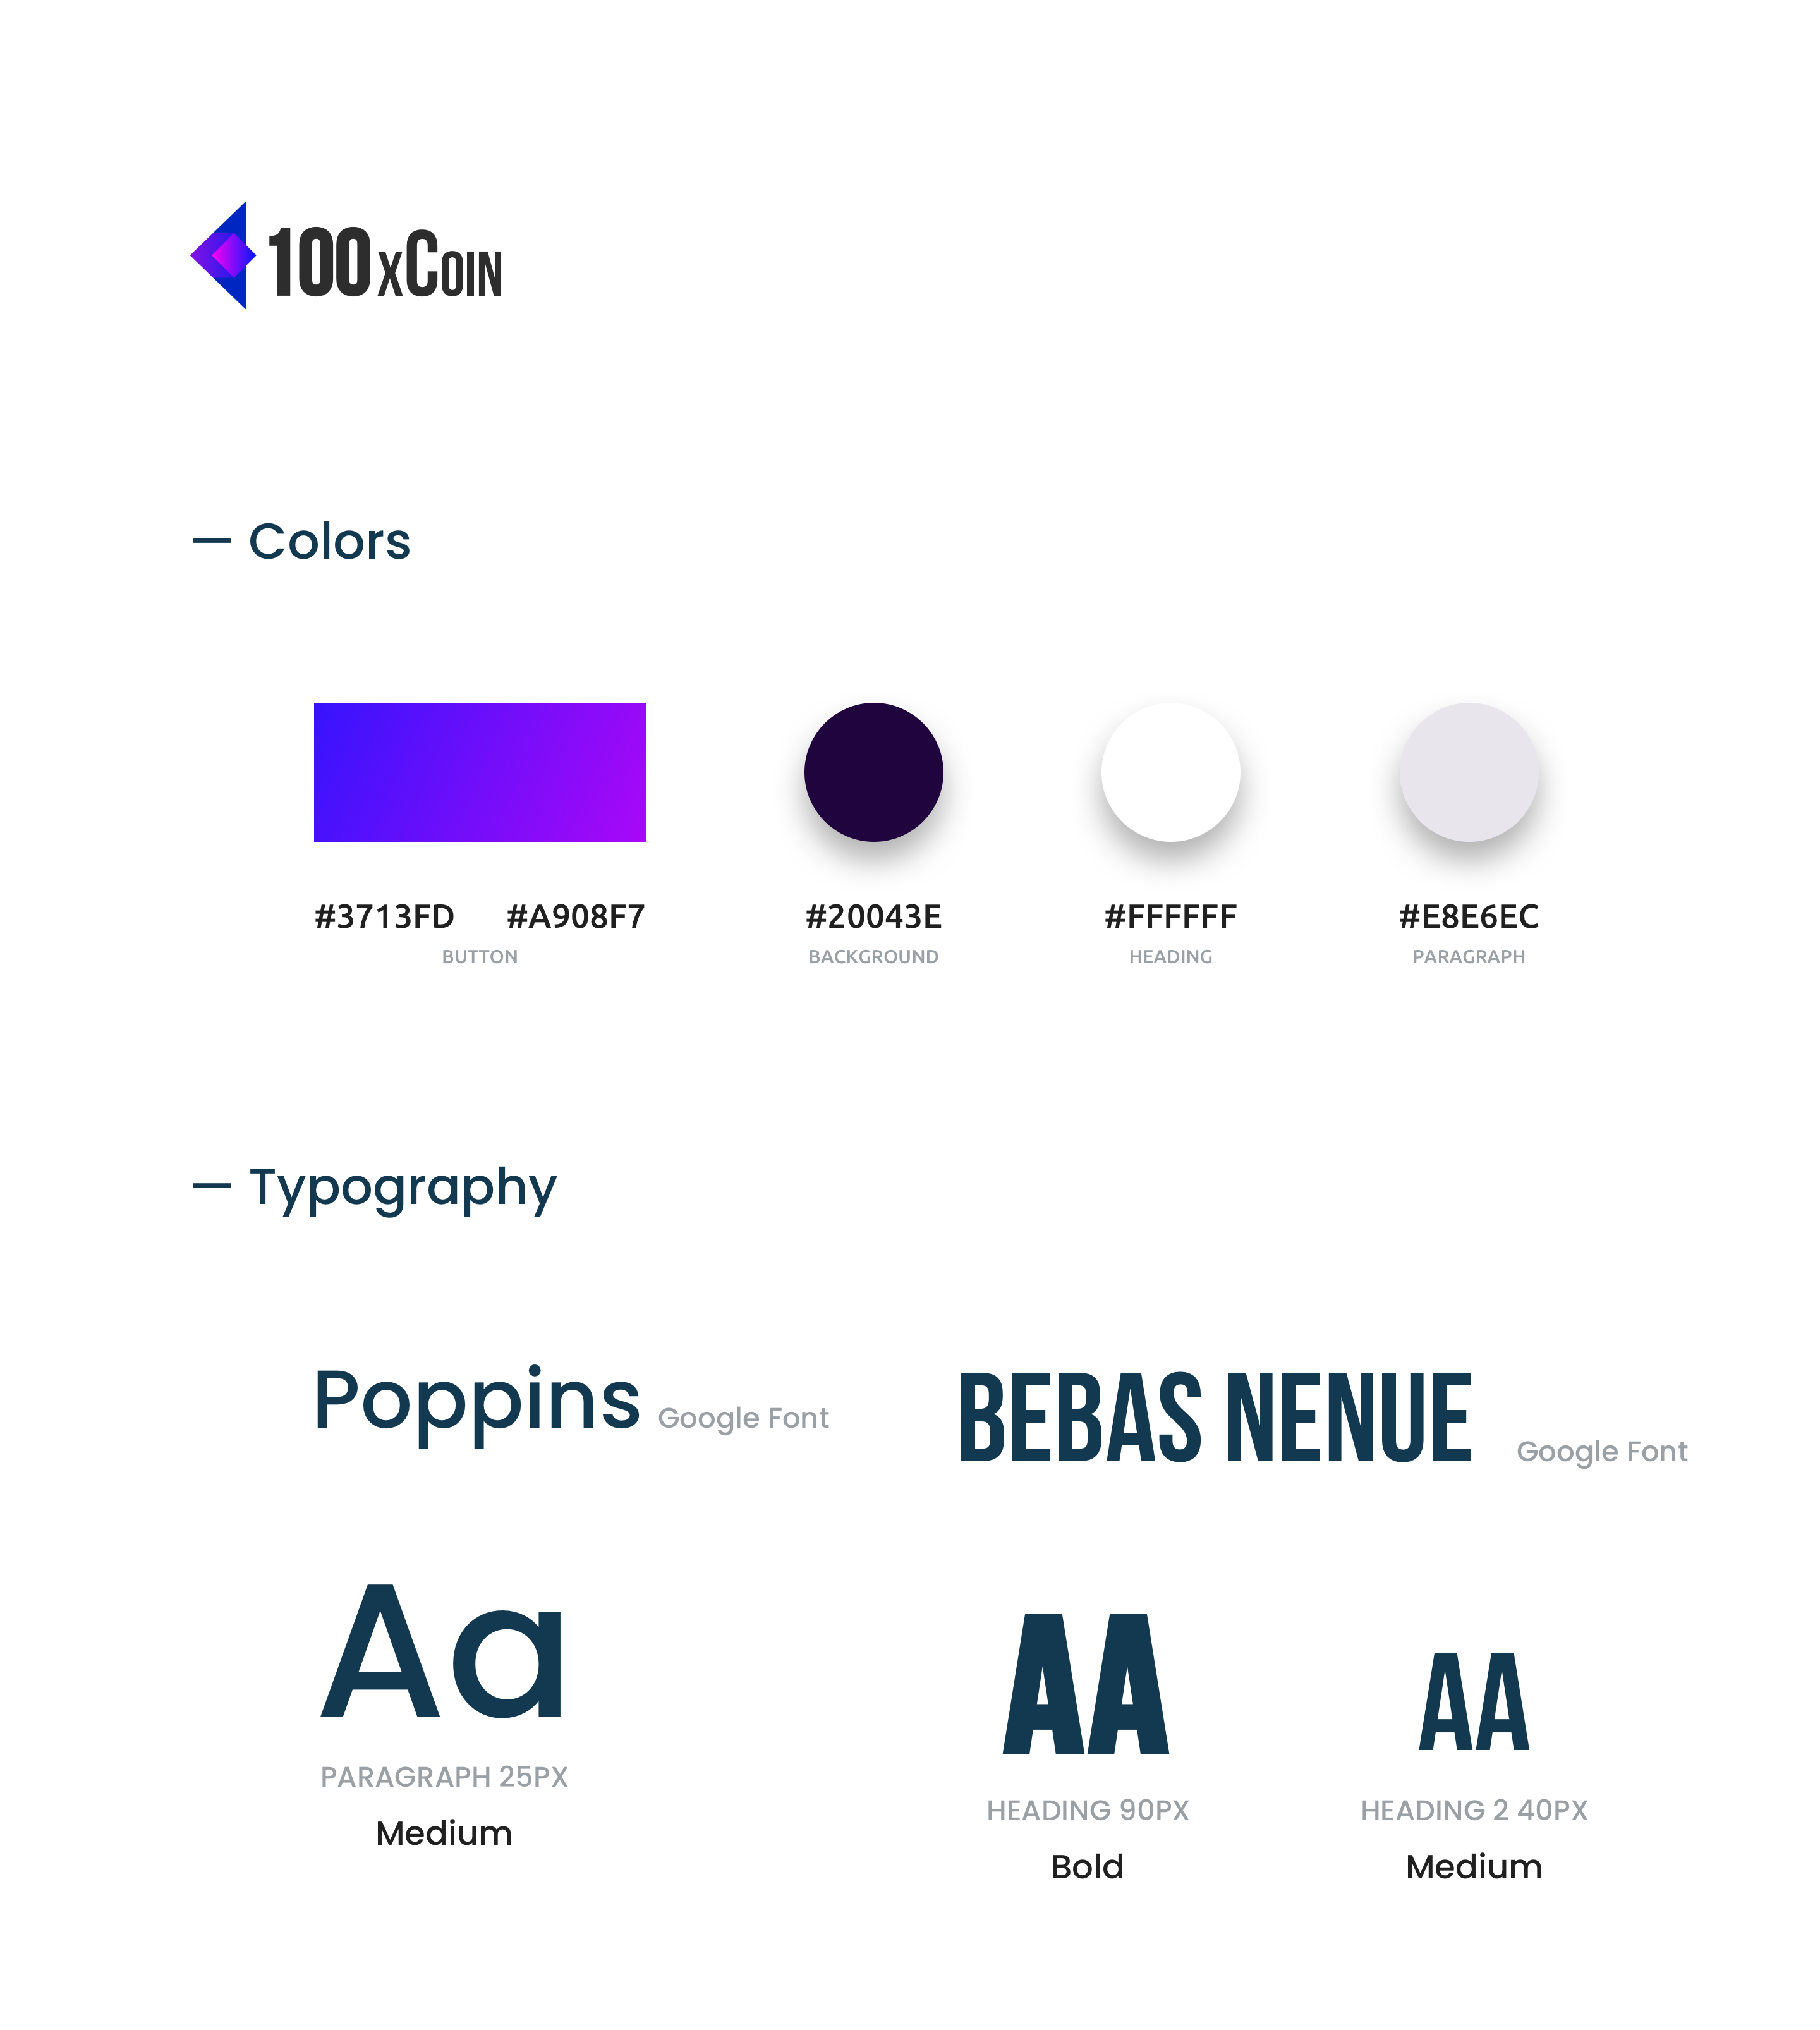 100xCoin
— Colors
#3713FD #A908F7
BUTTON
#20043E
BACKGROUND
#FFFFFF
HEADING
#E8E6EC
PARAGRAPH
— Typography
Poppins Google Font
BEBAS NENUE Google Font
Aa
PARAGRAPH 25PX
Medium
AA
HEADING 90PX
Bold
AA
HEADING 2 40PX
Medium